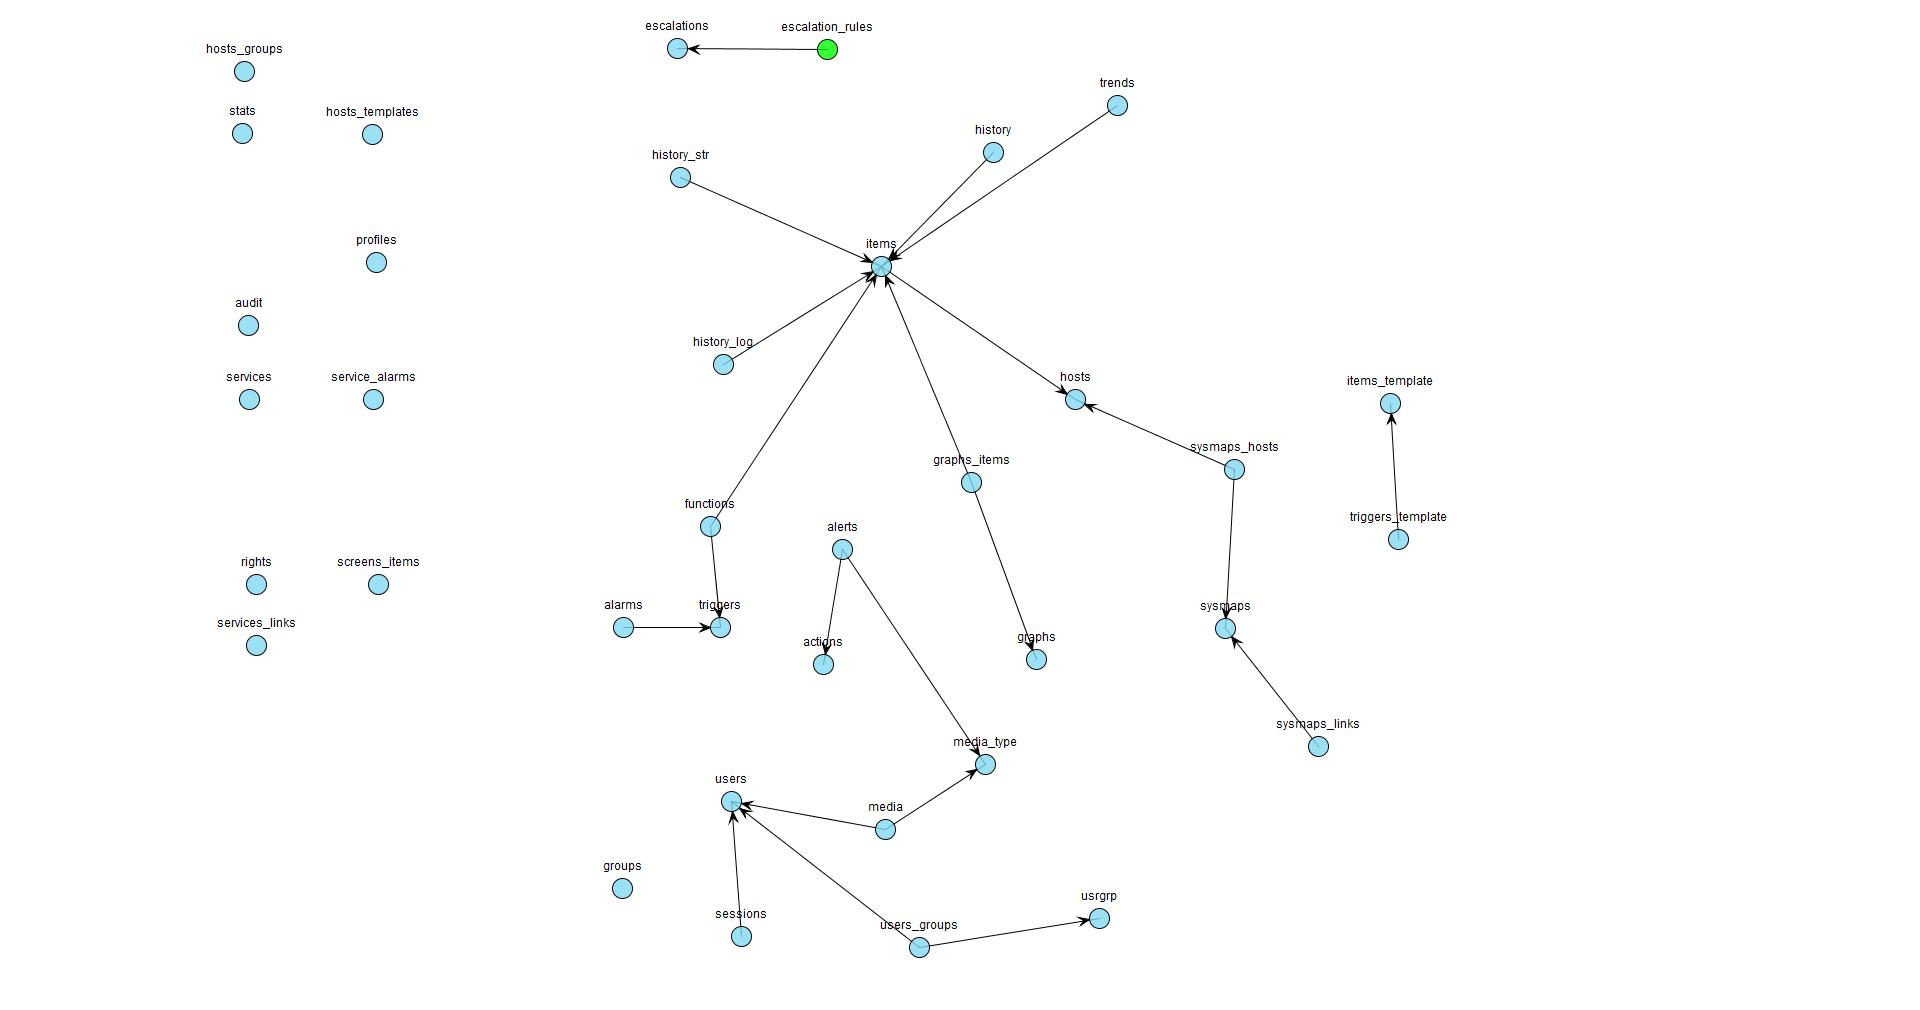 escalations
escalation_rules
hosts_groups
trends
stats
hosts_templates
history
history_str
profiles
items
audit
history_log
services
service_alarms
hosts
items_template
sysmaps_hosts
graphs_items
functions
triggers_template
alerts
rights
screens_items
alarms
triggers
sysmaps
services_links
actions
graphs
sysmaps_links
media_type
users
media
groups
usrgrp
sessions
users_groups